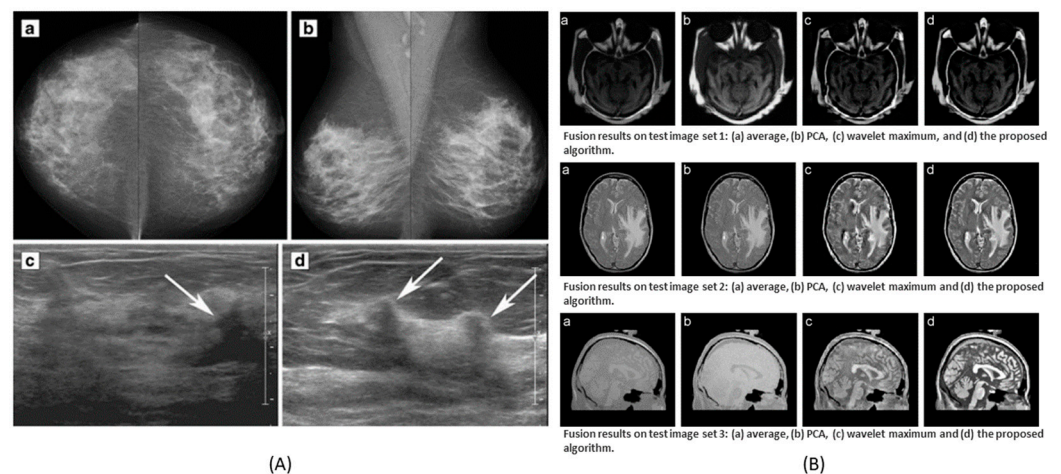 a
b
c
d
a
b
c
d
Fusion results on test image set 1: (a) average, (b) PCA, (c) wavelet maximum, and (d) the proposed
algorithm.
a
b
c
d
Fusion results on test image set 2: (a) average, (b) PCA, (c) wavelet maximum and (d) the proposed
algorithm.
a
b
c
d
Fusion results on test image set 3: (a) average, (b) PCA, (c) wavelet maximum and (d) the proposed
algorithm.
(A)
(B)